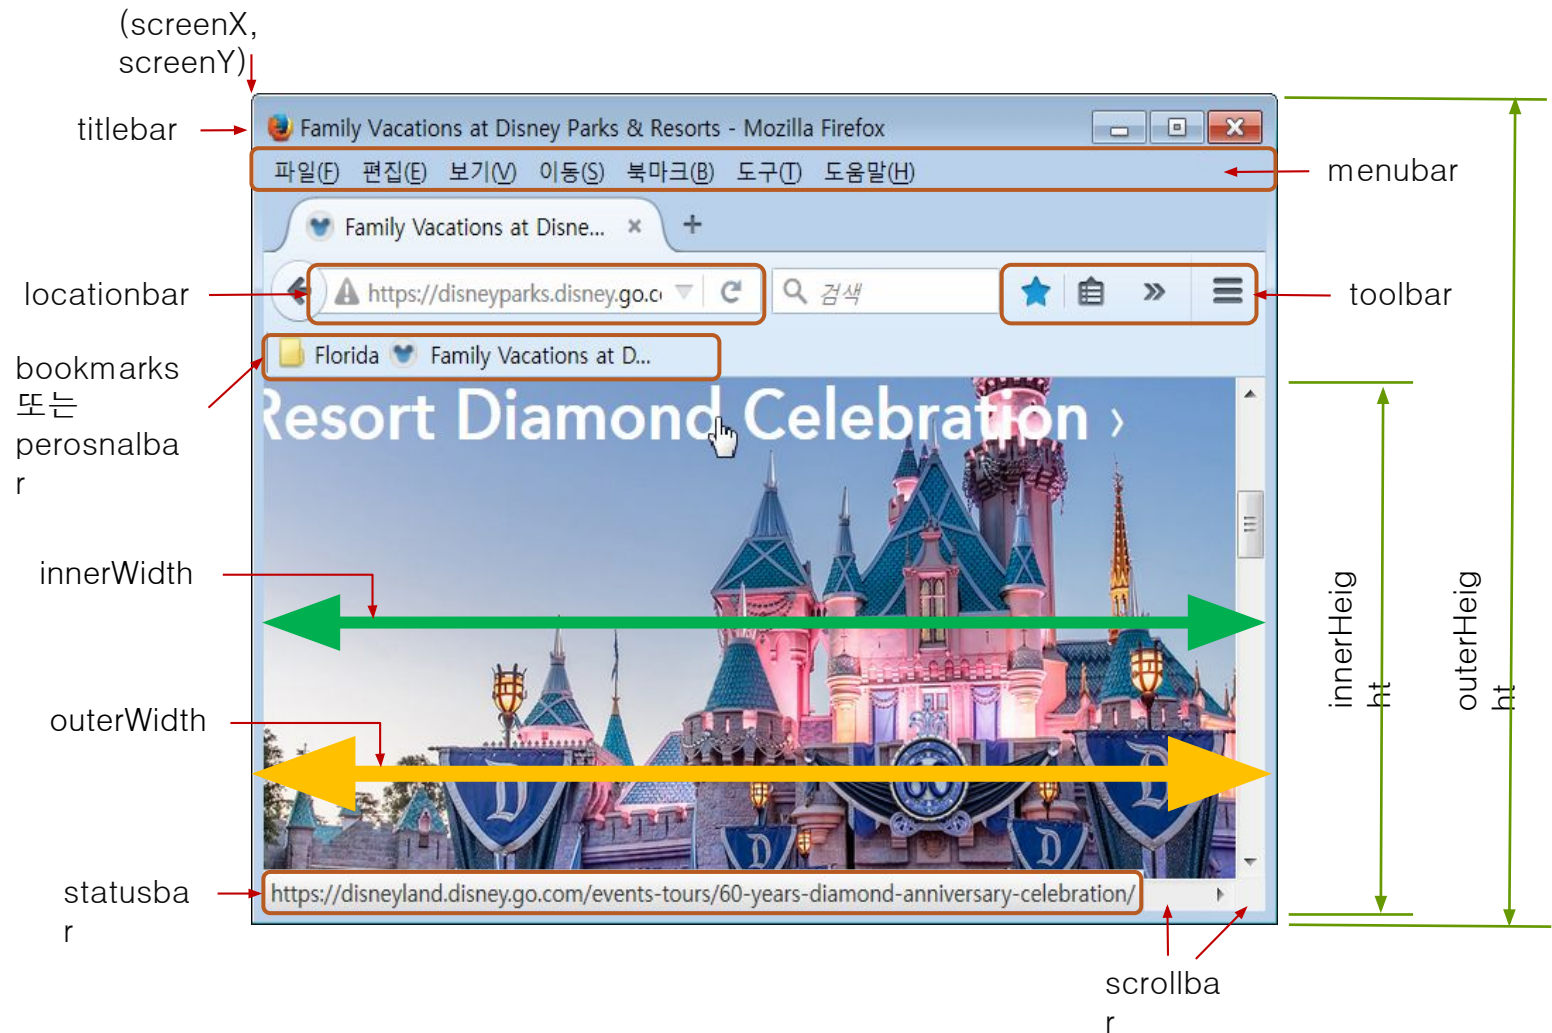 (screenX,
screenY)
titlebar
Family Vacations at Disney Parks & Resorts - Mozilla Firefox
파일(F) 편집(E) 보기(V) 이동(S) 북마크(B) 도구(T) 도움말(H)
menubar
Family Vacations at Disne...
locationbar
https://disneyparks.disney.go.c
검색
toolbar
bookmarks
또는
perosnalba
r
Florida Family Vacations at D...
Resort Diamond Celebration ›
innerWidth
innerHeig
ht
outerHeig
ht
outerWidth
D
60
D
D
D
statusba
r
https://disneyland.disney.go.com/events-tours/60-years-diamond-anniversary-celebration/
scrollba
r